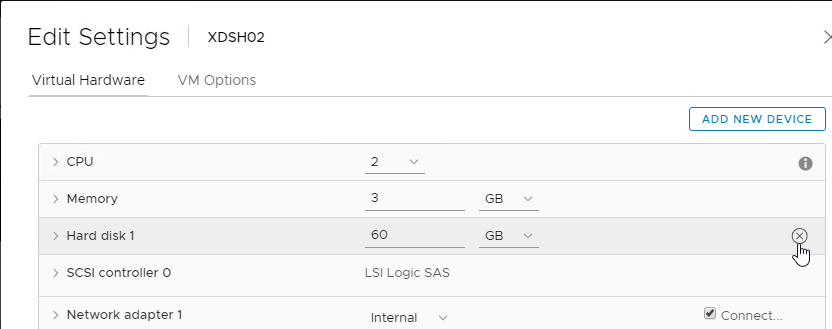 Edit Settings XDSH02
Virtual Hardware VM Options
ADD NEW DEVICE
CPU 2
Memory 3 GB
Hard disk 1 60 GB
SCSI controller 0 LSI Logic SAS
Network adapter 1 Internal Connect...